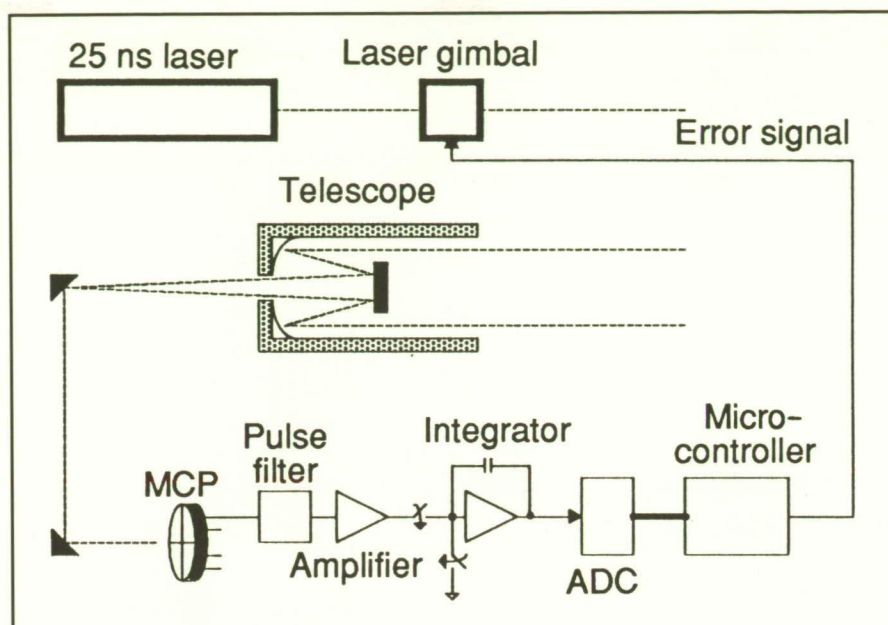 25 ns laser
Laser gimbal
Error signal
Telescope
Micro-
controller
Integrator
Pulse
filter
MCP
Amplifier
ADC